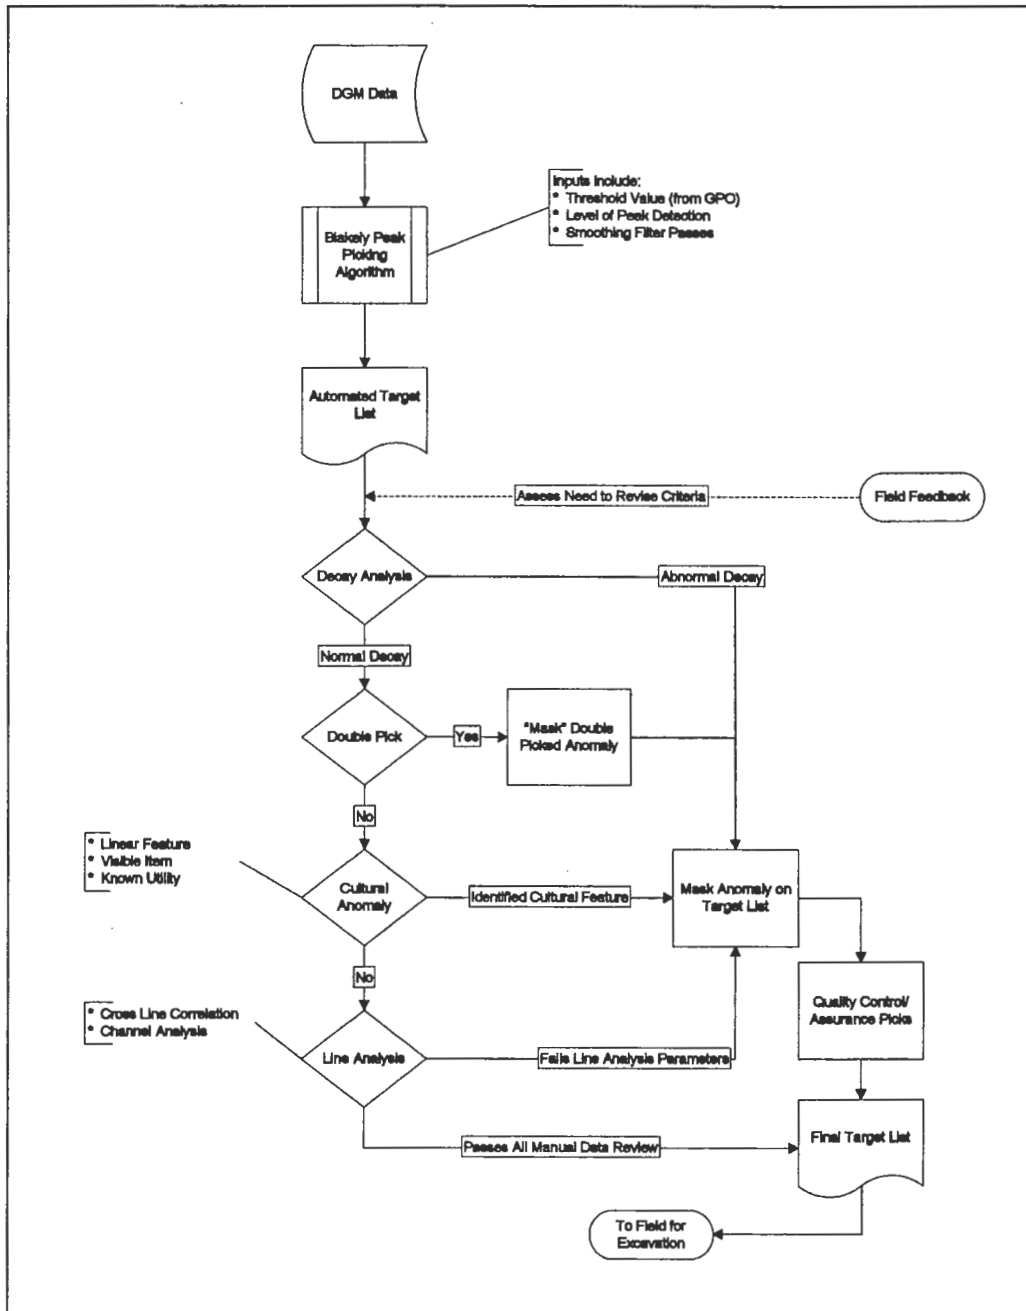 DGM Data
Inputs Include:
* Threshold Value (from GPO)
* Level of Peak Detection
* Smoothing Filter Passes
Blakely Peak
Picking
Algorithm
Automated Target
List
Assess Need to Revise Criteria
Field Feedback
Decay Analysis
Abnormal Decay
Normal Decay
Double Pick
Yes
"Mask" Double
Picked Anomaly
No
* Linear Feature
* Visible Item
* Known Utility
Cultural
Anomaly
Identified Cultural Feature
Mask Anomaly on
Target List
No
Quality Control/
Assurance Picks
* Cross Line Correlation
* Channel Analysis
Line Analysis
Fails Line Analysis Parameters
Passes All Manual Data Review
Final Target List
To Field for
Excavation